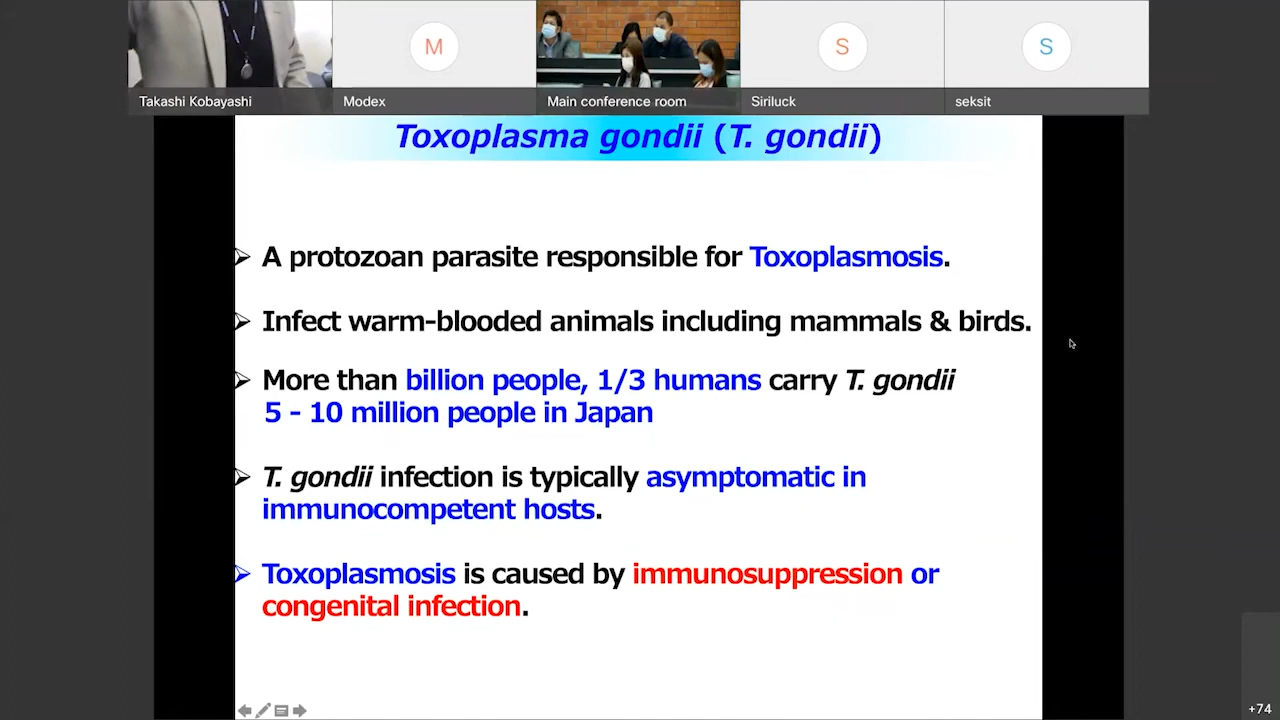 M
S
S
Takashi Kobayashi
Modex
Main conference room
Siriluck
seksit
Toxoplasma gondii (T. gondii)
A protozoan parasite responsible for Toxoplasmosis.
Infect warm-blooded animals including mammals & birds.
More than billion people, 1/3 humans carry T. gondii
5 - 10 million people in Japan
T. gondii infection is typically asymptomatic in
immunocompetent hosts.
Toxoplasmosis is caused by immunosuppression or
congenital infection.
+74